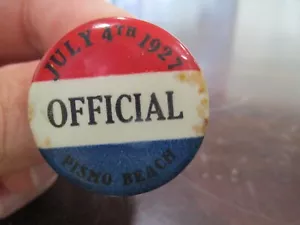 JULY 4TH 1927
OFFICIAL
PISMO BEACH